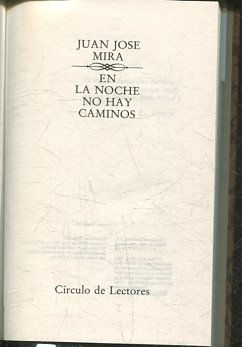 JUAN JOSE
MIRA
EN
LA NOCHE
NO HAY
CAMINOS
Círculo de Lectores